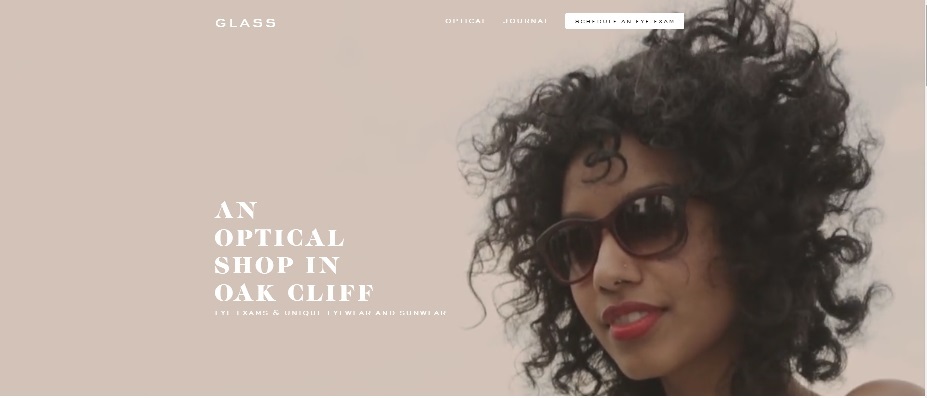 GLASS
OPTICAL JOURNAL SCHEDULE AN EYE EXAM
AN
OPTICAL
SHOP IN
OAK CLIFF
EYE EXAMS & UNIQUE EYEWEAR AND SUNWEAR